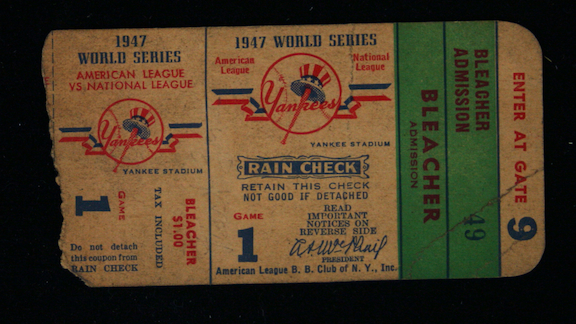 1947
WORLD SERIES
AMERICAN LEAGUE
VS NATIONAL LEAGUE
Yankees
YANKEE STADIUM
GAME
1
TAX INCLUDED
BLEACHER
$1.00
Do not detach
this coupon from
RAIN CHECK
1947 WORLD SERIES
American
League
National
League
Yankees
YANKEE STADIUM
RAIN CHECK
RETAIN THIS CHECK
NOT GOOD IF DETACHED
GAME
1
READ
IMPORTANT
NOTICES ON
REVERSE SIDE
PRESIDENT
American League B. B. Club of N. Y., Inc.
BLEACHER
ADMISSION
BLEACHER
ADMISSION
49
ENTER AT GATE
9